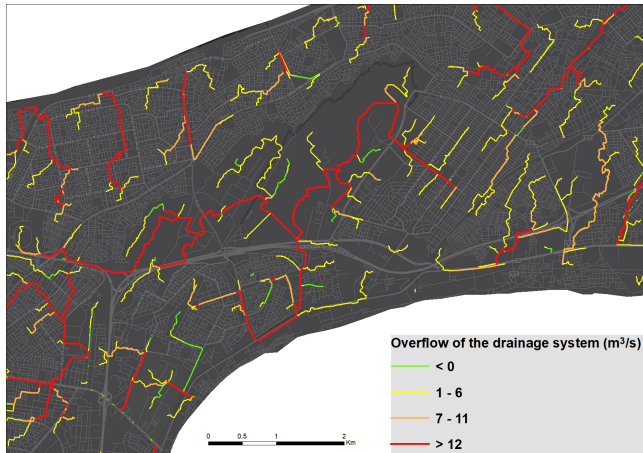 Overflow of the drainage system (m³/s)
< 0
1 - 6
7 - 11
> 12
0 0.5 1 2
Km